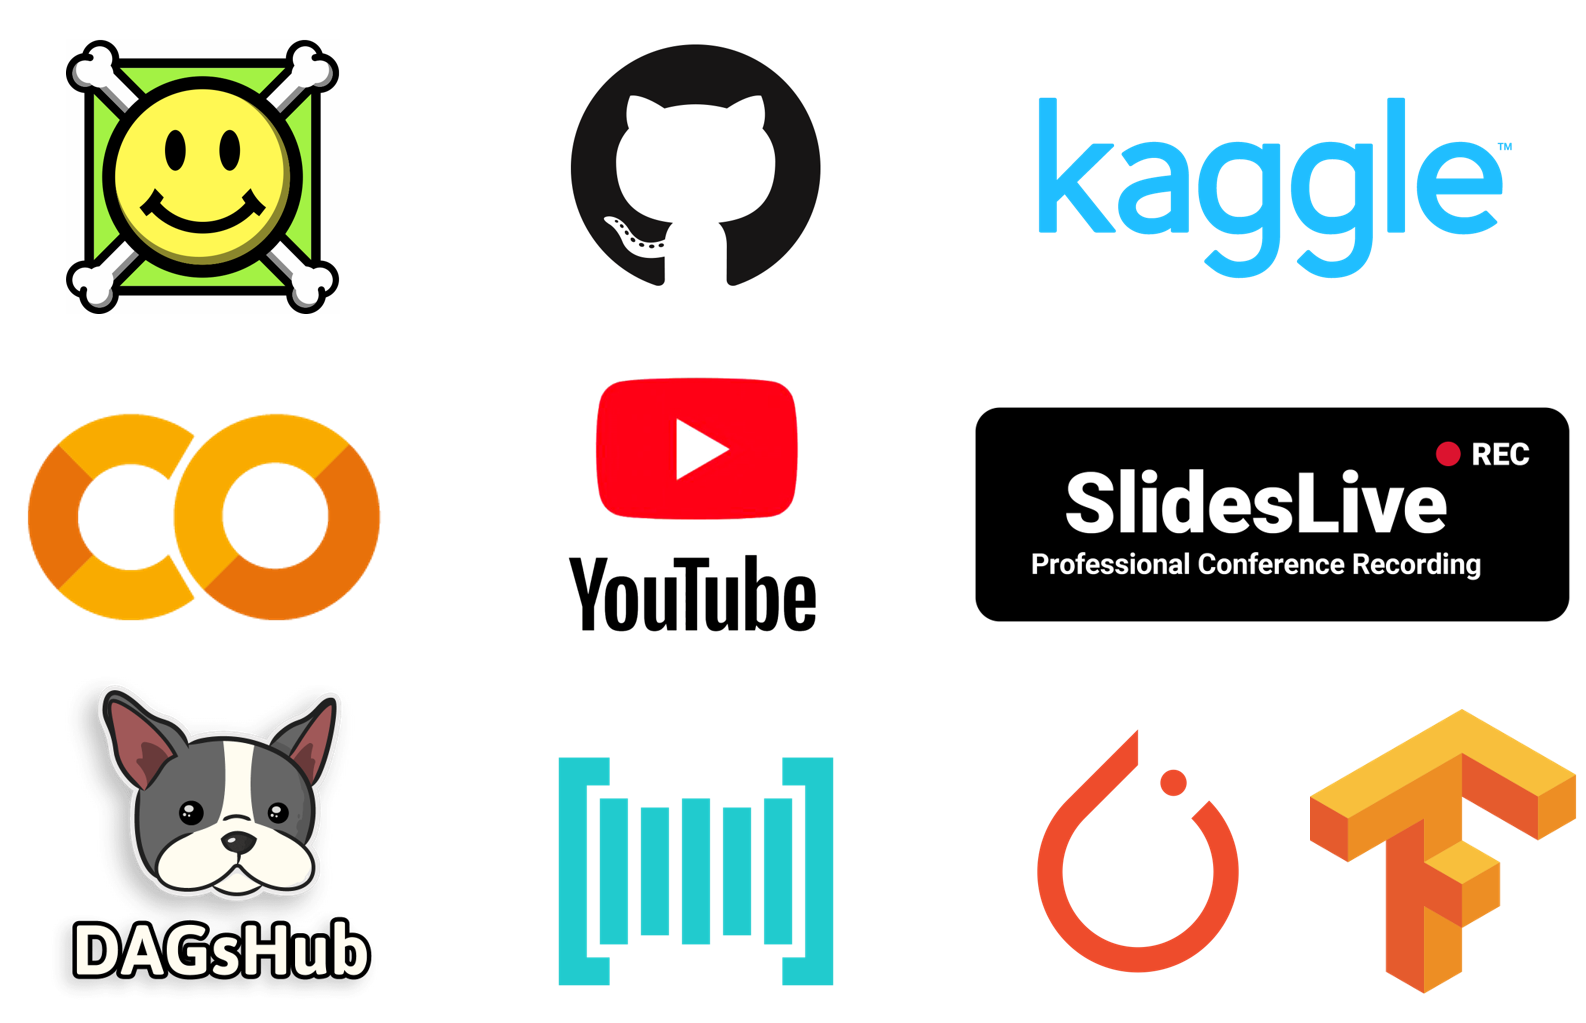 kaggle™
YouTube
REC
SlidesLive
Professional Conference Recording
DAGsHub